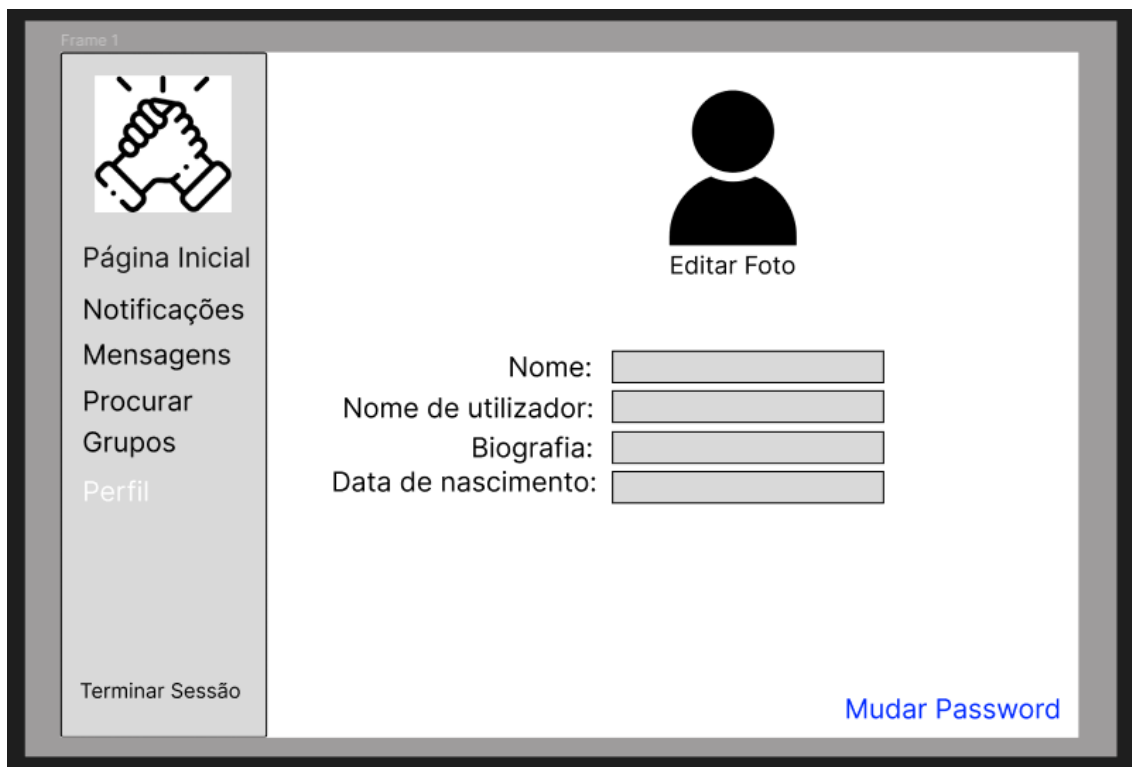 Frame 1
Página Inicial
Notificações
Mensagens
Procurar
Grupos
Perfil
Terminar Sessão
Editar Foto
Nome:
Nome de utilizador:
Biografia:
Data de nascimento:
Mudar Password